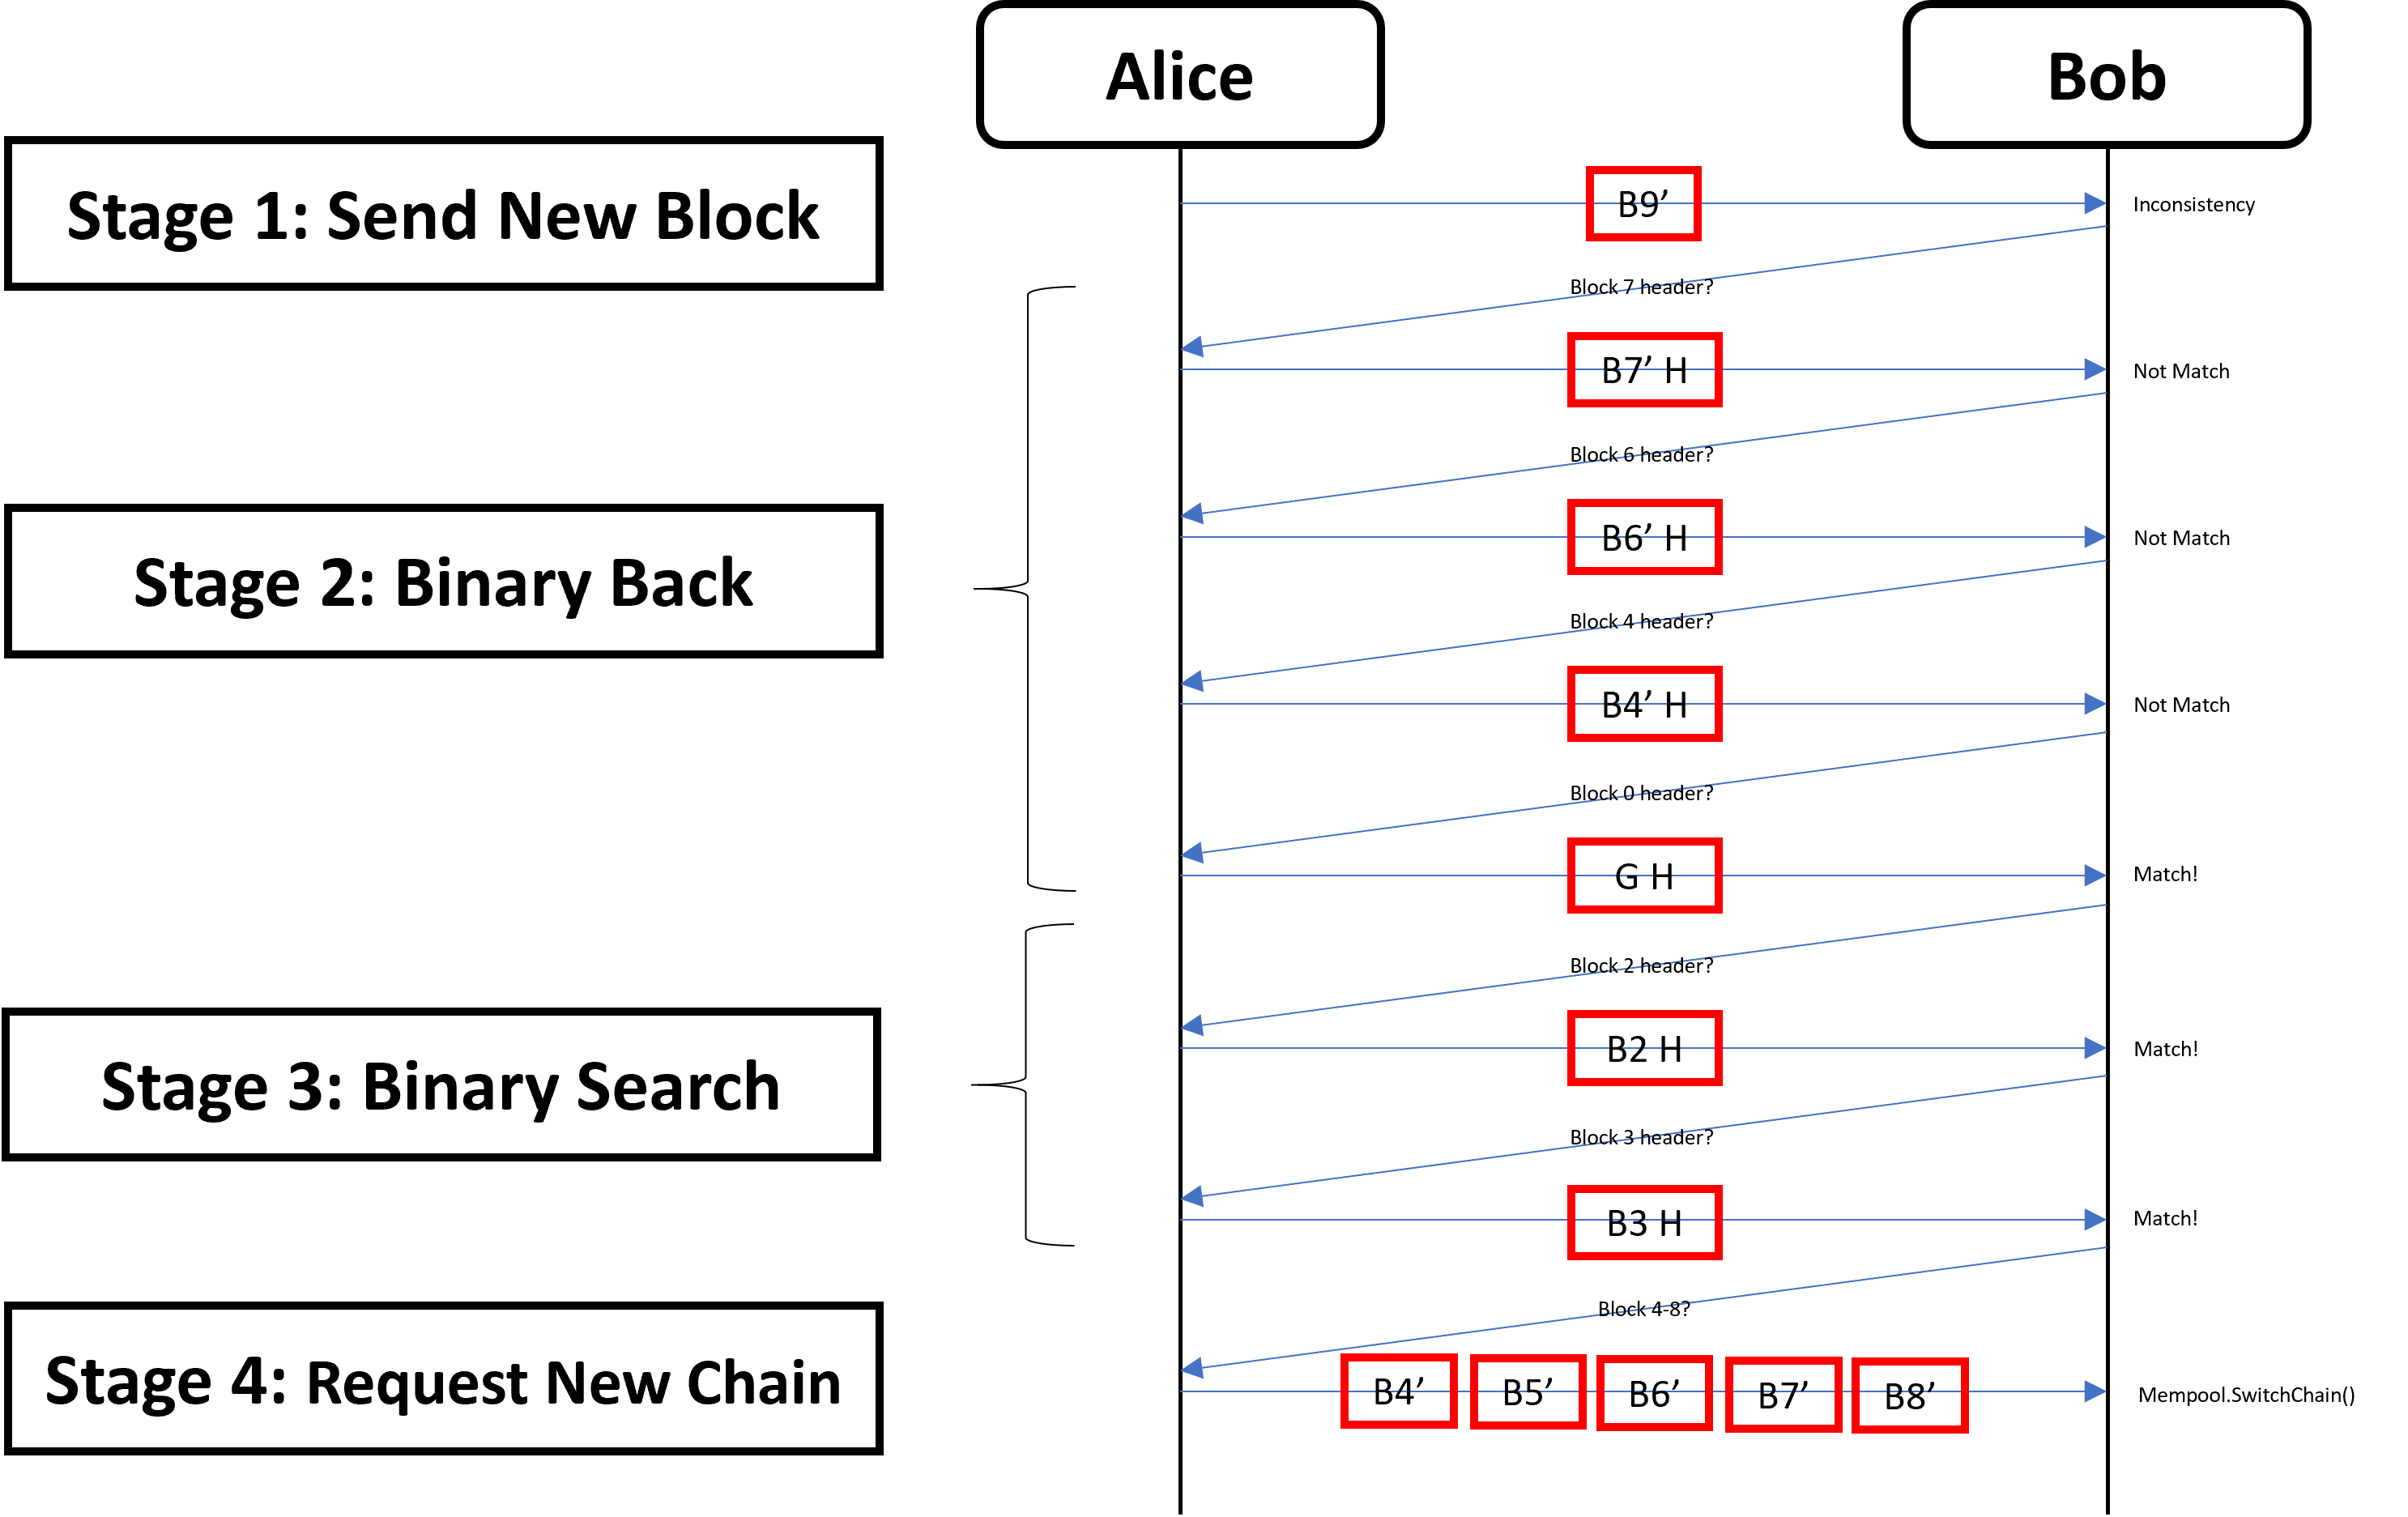 Alice
Bob
Stage 1: Send New Block
B9’
Inconsistency
Block 7 header?
B7’ H
Not Match
Block 6 header?
B6’ H
Not Match
Stage 2: Binary Back
Block 4 header?
B4’ H
Not Match
Block 0 header?
G H
Match!
Block 2 header?
B2 H
Match!
Stage 3: Binary Search
Block 3 header?
B3 H
Match!
Block 4-8?
Stage 4: Request New Chain
B4’
B5’
B6’
B7’
B8’
Mempool.SwitchChain()